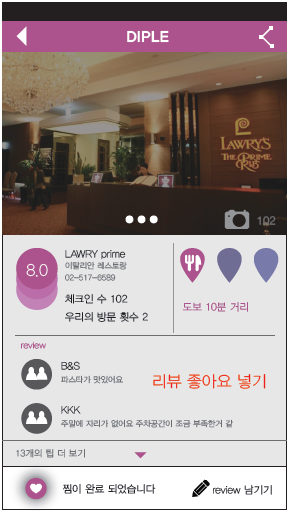 DIPLE
LAWRY'S
THE PRIME
RIB
102
8.0
LAWRY prime
이탈리안 레스토랑
02-517-6589
체크인 수 102
우리의 방문 횟수 2
도보 10분 거리
review
B&S
파스타가 맛있어요
리뷰 좋아요 넣기
KKK
주말에 자리가 없어요 주차공간이 조금 부족한거 같
13개의 팁 더 보기
찜이 완료 되었습니다
review 남기기